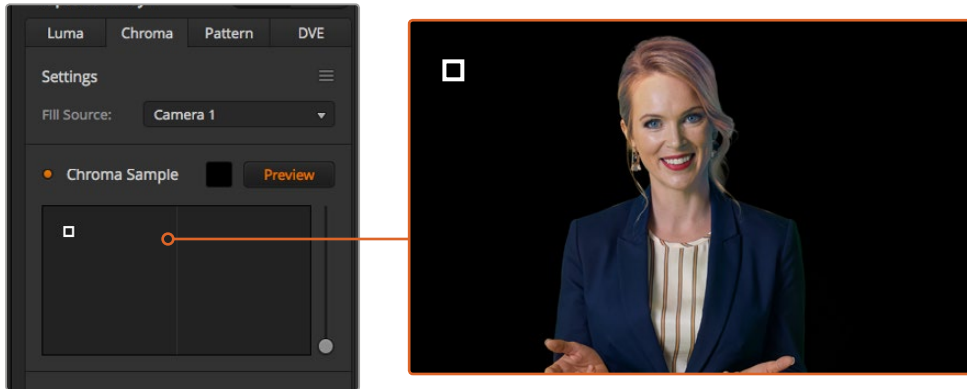 Luma Chroma Pattern DVE
Settings
Fill Source: Camera 1
Chroma Sample Preview